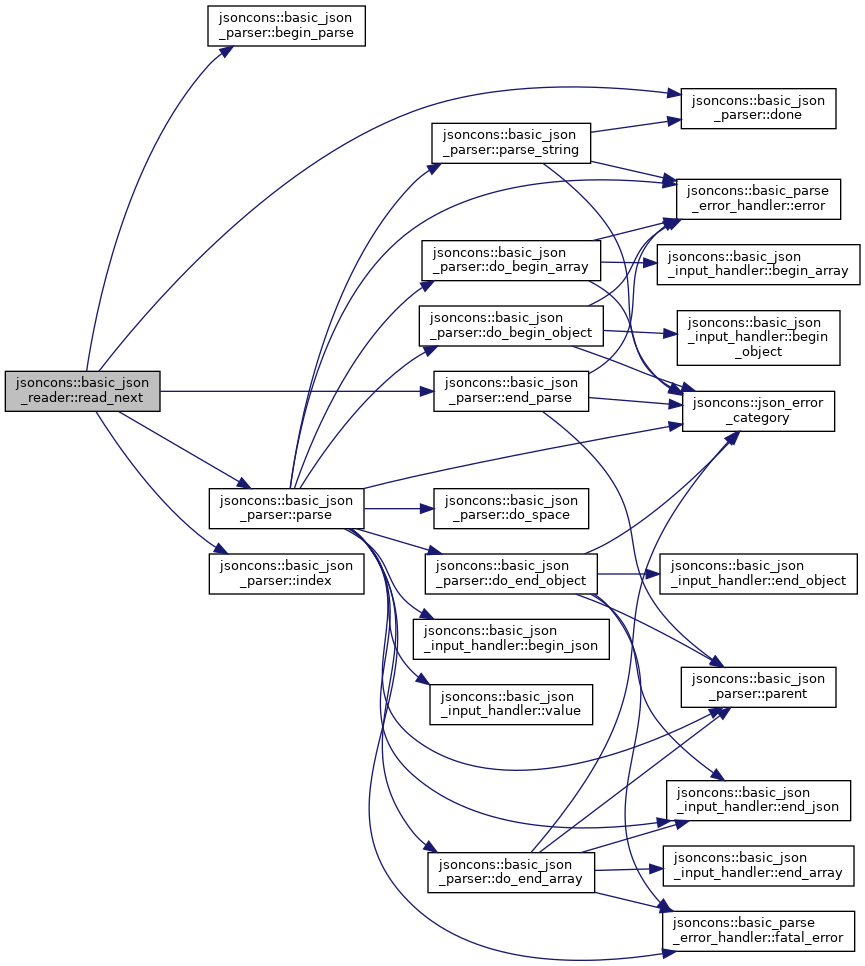 jsoncons::basic_json
_parser::begin_parse
jsoncons::basic_json
_parser::done
jsoncons::basic_json
_parser::parse_string
jsoncons::basic_parse
_error_handler::error
jsoncons::basic_json
_parser::do_begin_array
jsoncons::basic_json
_input_handler::begin_array
jsoncons::basic_json
_parser::do_begin_object
jsoncons::basic_json
_input_handler::begin
_object
jsoncons::basic_json
_reader::read_next
jsoncons::basic_json
_parser::end_parse
jsoncons::json_error
_category
jsoncons::basic_json
_parser::parse
jsoncons::basic_json
_parser::do_space
jsoncons::basic_json
_parser::index
jsoncons::basic_json
_parser::do_end_object
jsoncons::basic_json
_input_handler::end_object
jsoncons::basic_json
_input_handler::begin_json
jsoncons::basic_json
_parser::parent
jsoncons::basic_json
_input_handler::value
jsoncons::basic_json
_input_handler::end_json
jsoncons::basic_json
_parser::do_end_array
jsoncons::basic_json
_input_handler::end_array
jsoncons::basic_parse
_error_handler::fatal_error